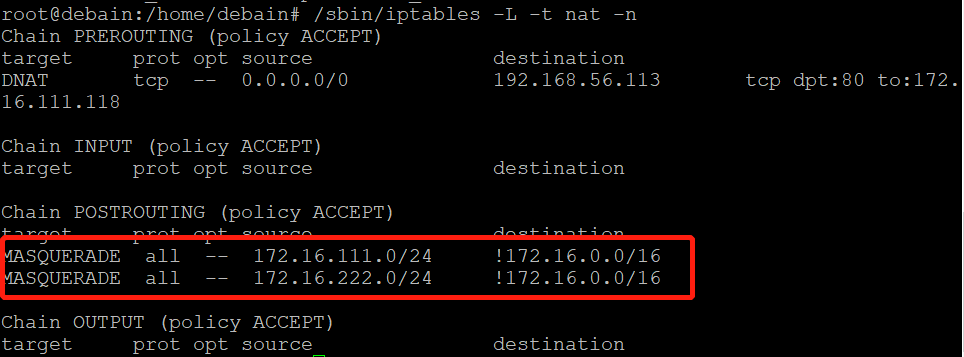 root@debain:/home/debain# /sbin/iptables -L -t nat -n
Chain PREROUTING (policy ACCEPT)
target     prot opt source               destination
DNAT       tcp  --  0.0.0.0/0            192.168.56.113       tcp dpt:80 to:172.
16.111.118
Chain INPUT (policy ACCEPT)
target     prot opt source               destination
Chain POSTROUTING (policy ACCEPT)
target     prot opt source               destination
MASQUERADE  all  --  172.16.111.0/24      !172.16.0.0/16
MASQUERADE  all  --  172.16.222.0/24      !172.16.0.0/16
Chain OUTPUT (policy ACCEPT)
target     prot opt source               destination